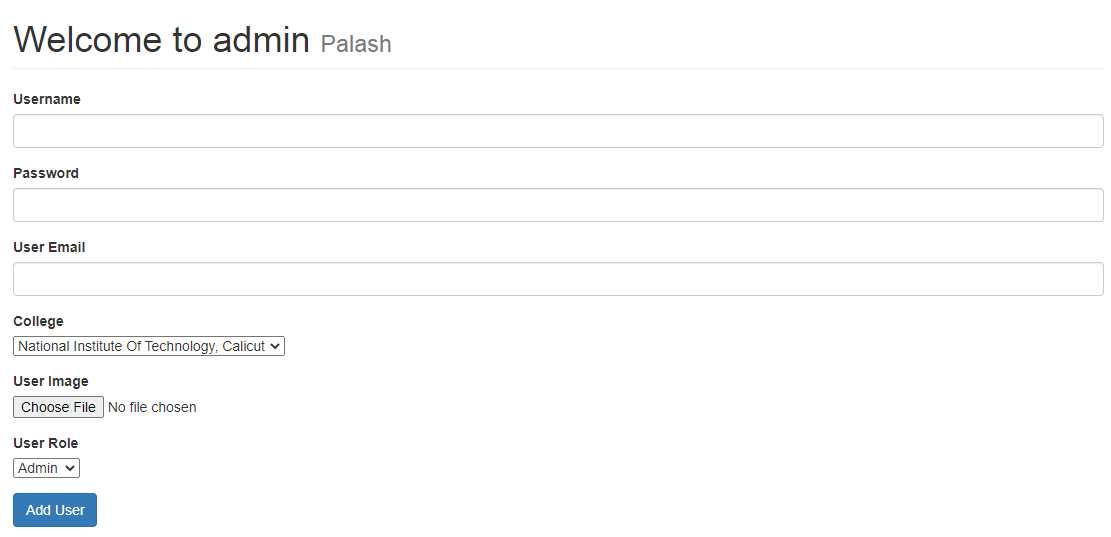 Welcome to admin Palash
Username
Password
User Email
College
National Institute Of Technology, Calicut
User Image
Choose File No file chosen
User Role
Admin
Add User